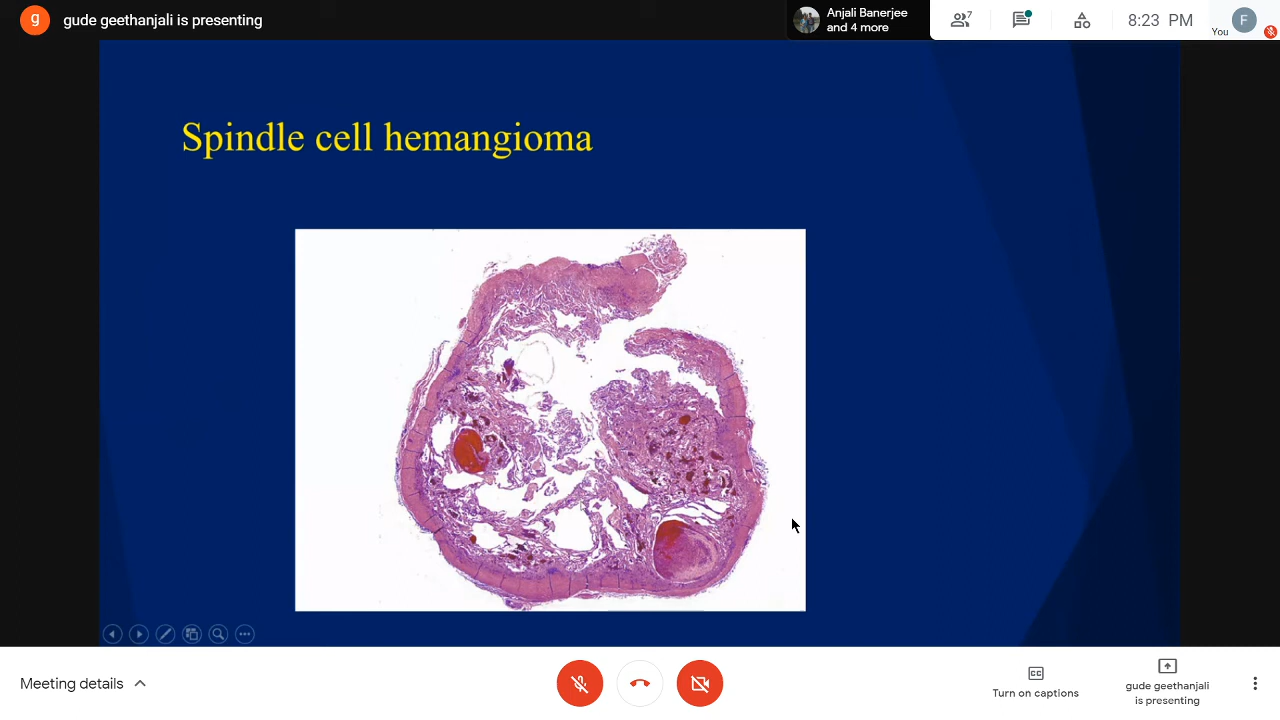 g
gude geethanjali is presenting
Anjali Banerjee
and 4 more
7
8:23 PM
F
You
Spindle cell hemangioma
Meeting details
CC
Turn on captions
gude geethanjali
is presenting